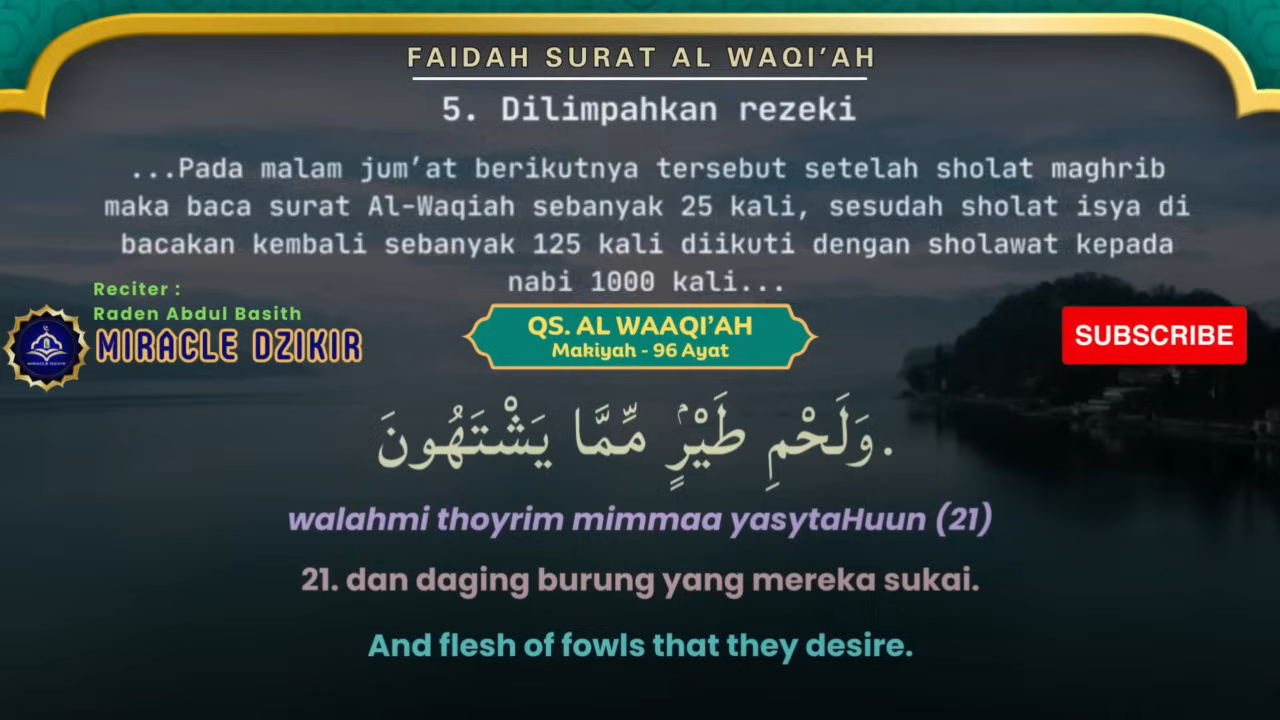 FAIDAH SURAT AL WAQI’AH
5. Dilimpahkan rezeki
...Pada malam jum’at berikutnya tersebut setelah sholat maghrib
maka baca surat Al-Waqiah sebanyak 25 kali, sesudah sholat isya di
bacakan kembali sebanyak 125 kali diikuti dengan sholawat kepada
nabi 1000 kali...
Reciter :
Raden Abdul Basith
MIRACLE DZIKIR
QS. AL WAAQI’AH
Makiyah - 96 Ayat
SUBSCRIBE
وَلَحْمِ طَيْرٍۢ مِّمَّا يَشْتَهُونَ.
walahmi thoyrim mimmaa yasytaHuun (21)
21. dan daging burung yang mereka sukai.
And flesh of fowls that they desire.